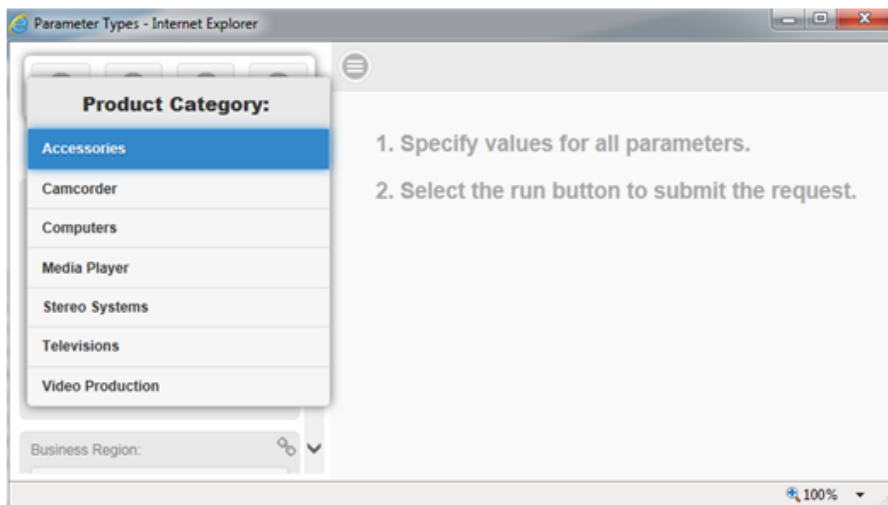 Parameter Types - Internet Explorer
Product Category:
Accessories
Camcorder
Computers
Media Player
Stereo Systems
Televisions
Video Production
Business Region:
1. Specify values for all parameters.
2. Select the run button to submit the request.
100%